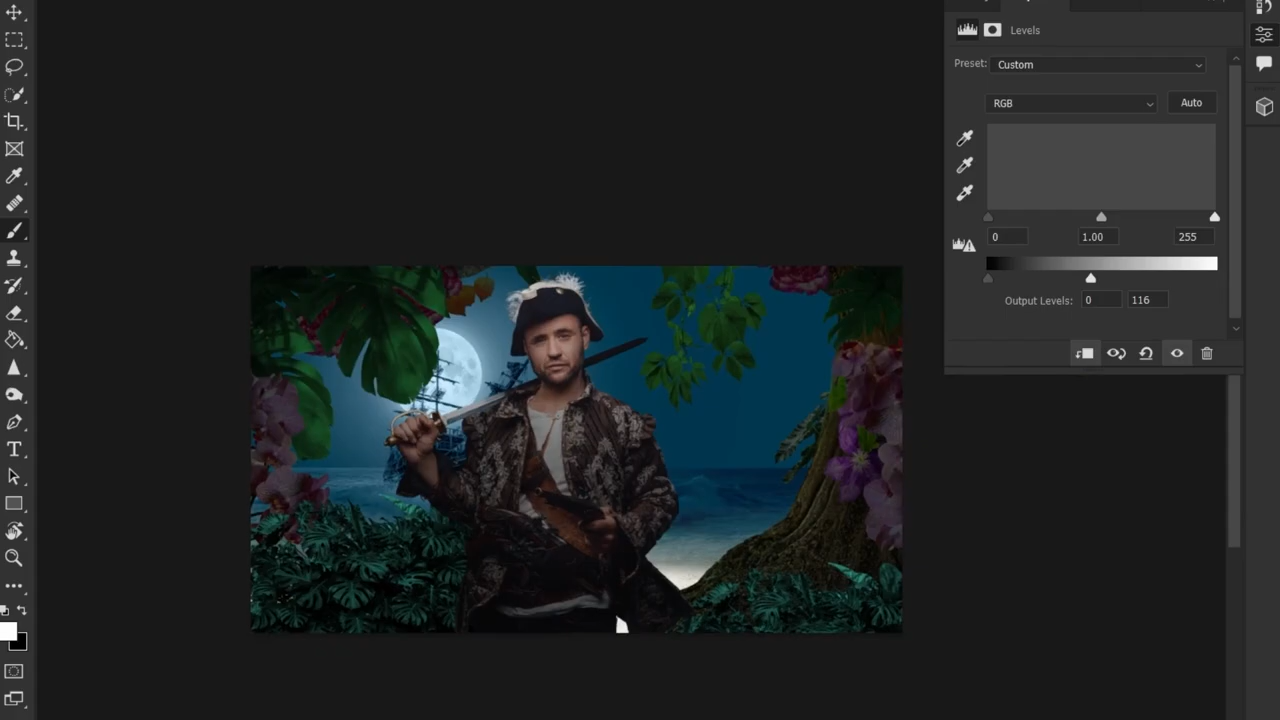 Levels
Preset: Custom
RGB
Auto
0
1.00
255
Output Levels: 0 116